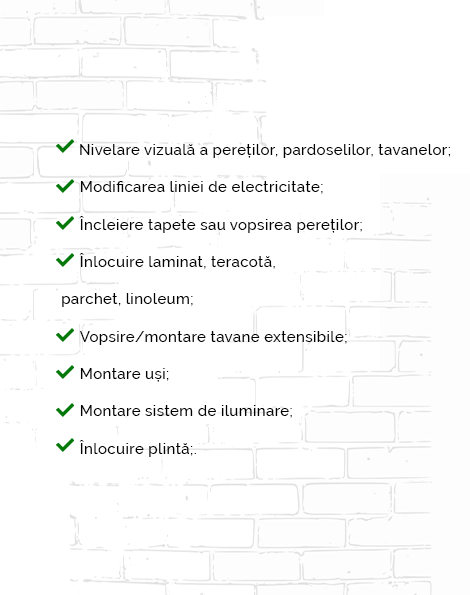 Nivelare vizuală a pereților, pardoselilor, tavanelor;
Modificarea liniei de electricitate;
Încleiere tapete sau vopsirea pereților;
Înlocuire laminat, teracotă,
parchet, linoleum;
Vopsire/montare tavane extensibile;
Montare uși;
Montare sistem de iluminare;
Înlocuire plintă;.